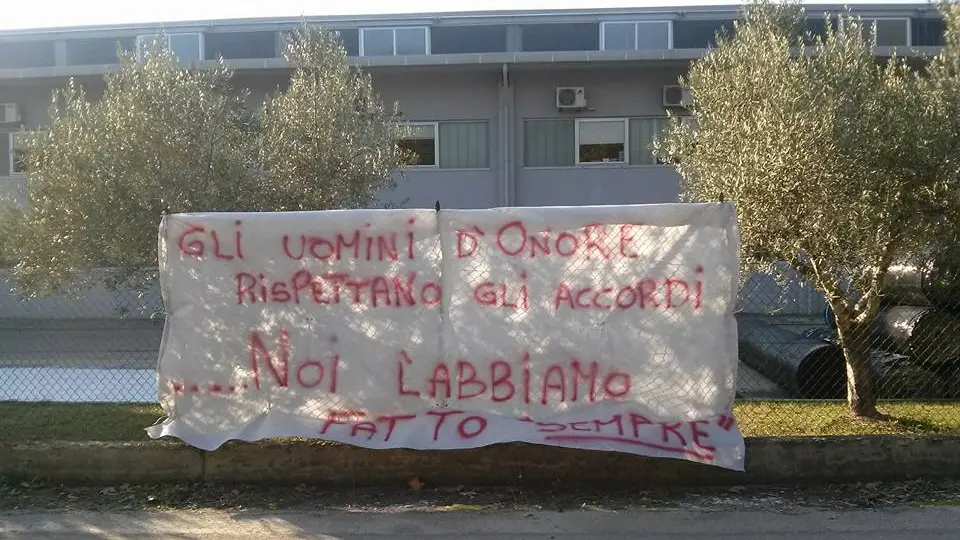 GLi UOMiNi D'ONORE
RiSPETTANO GLi ACCORDi
......Noi L'ABBiAMO
FATTO "SEMPRE"